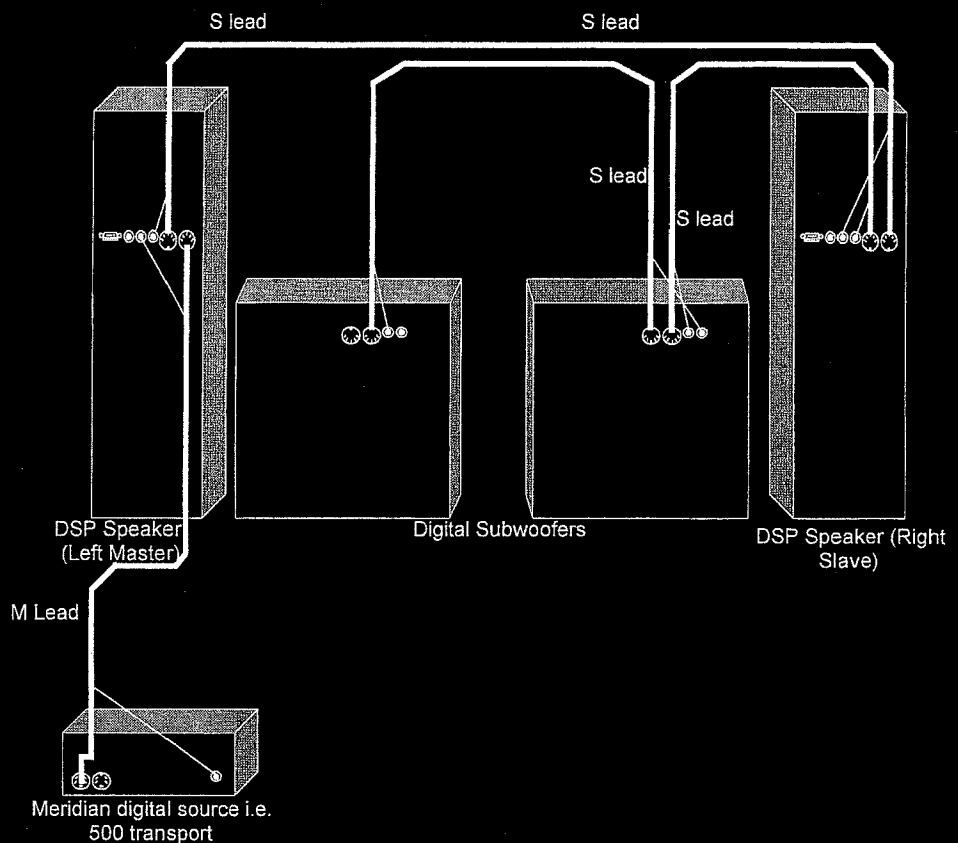 S lead
S lead
S lead
S lead
DSP Speaker
(Left Master)
Digital Subwoofers
DSP Speaker (Right
Slave)
M Lead
Meridian digital source i.e.
500 transport